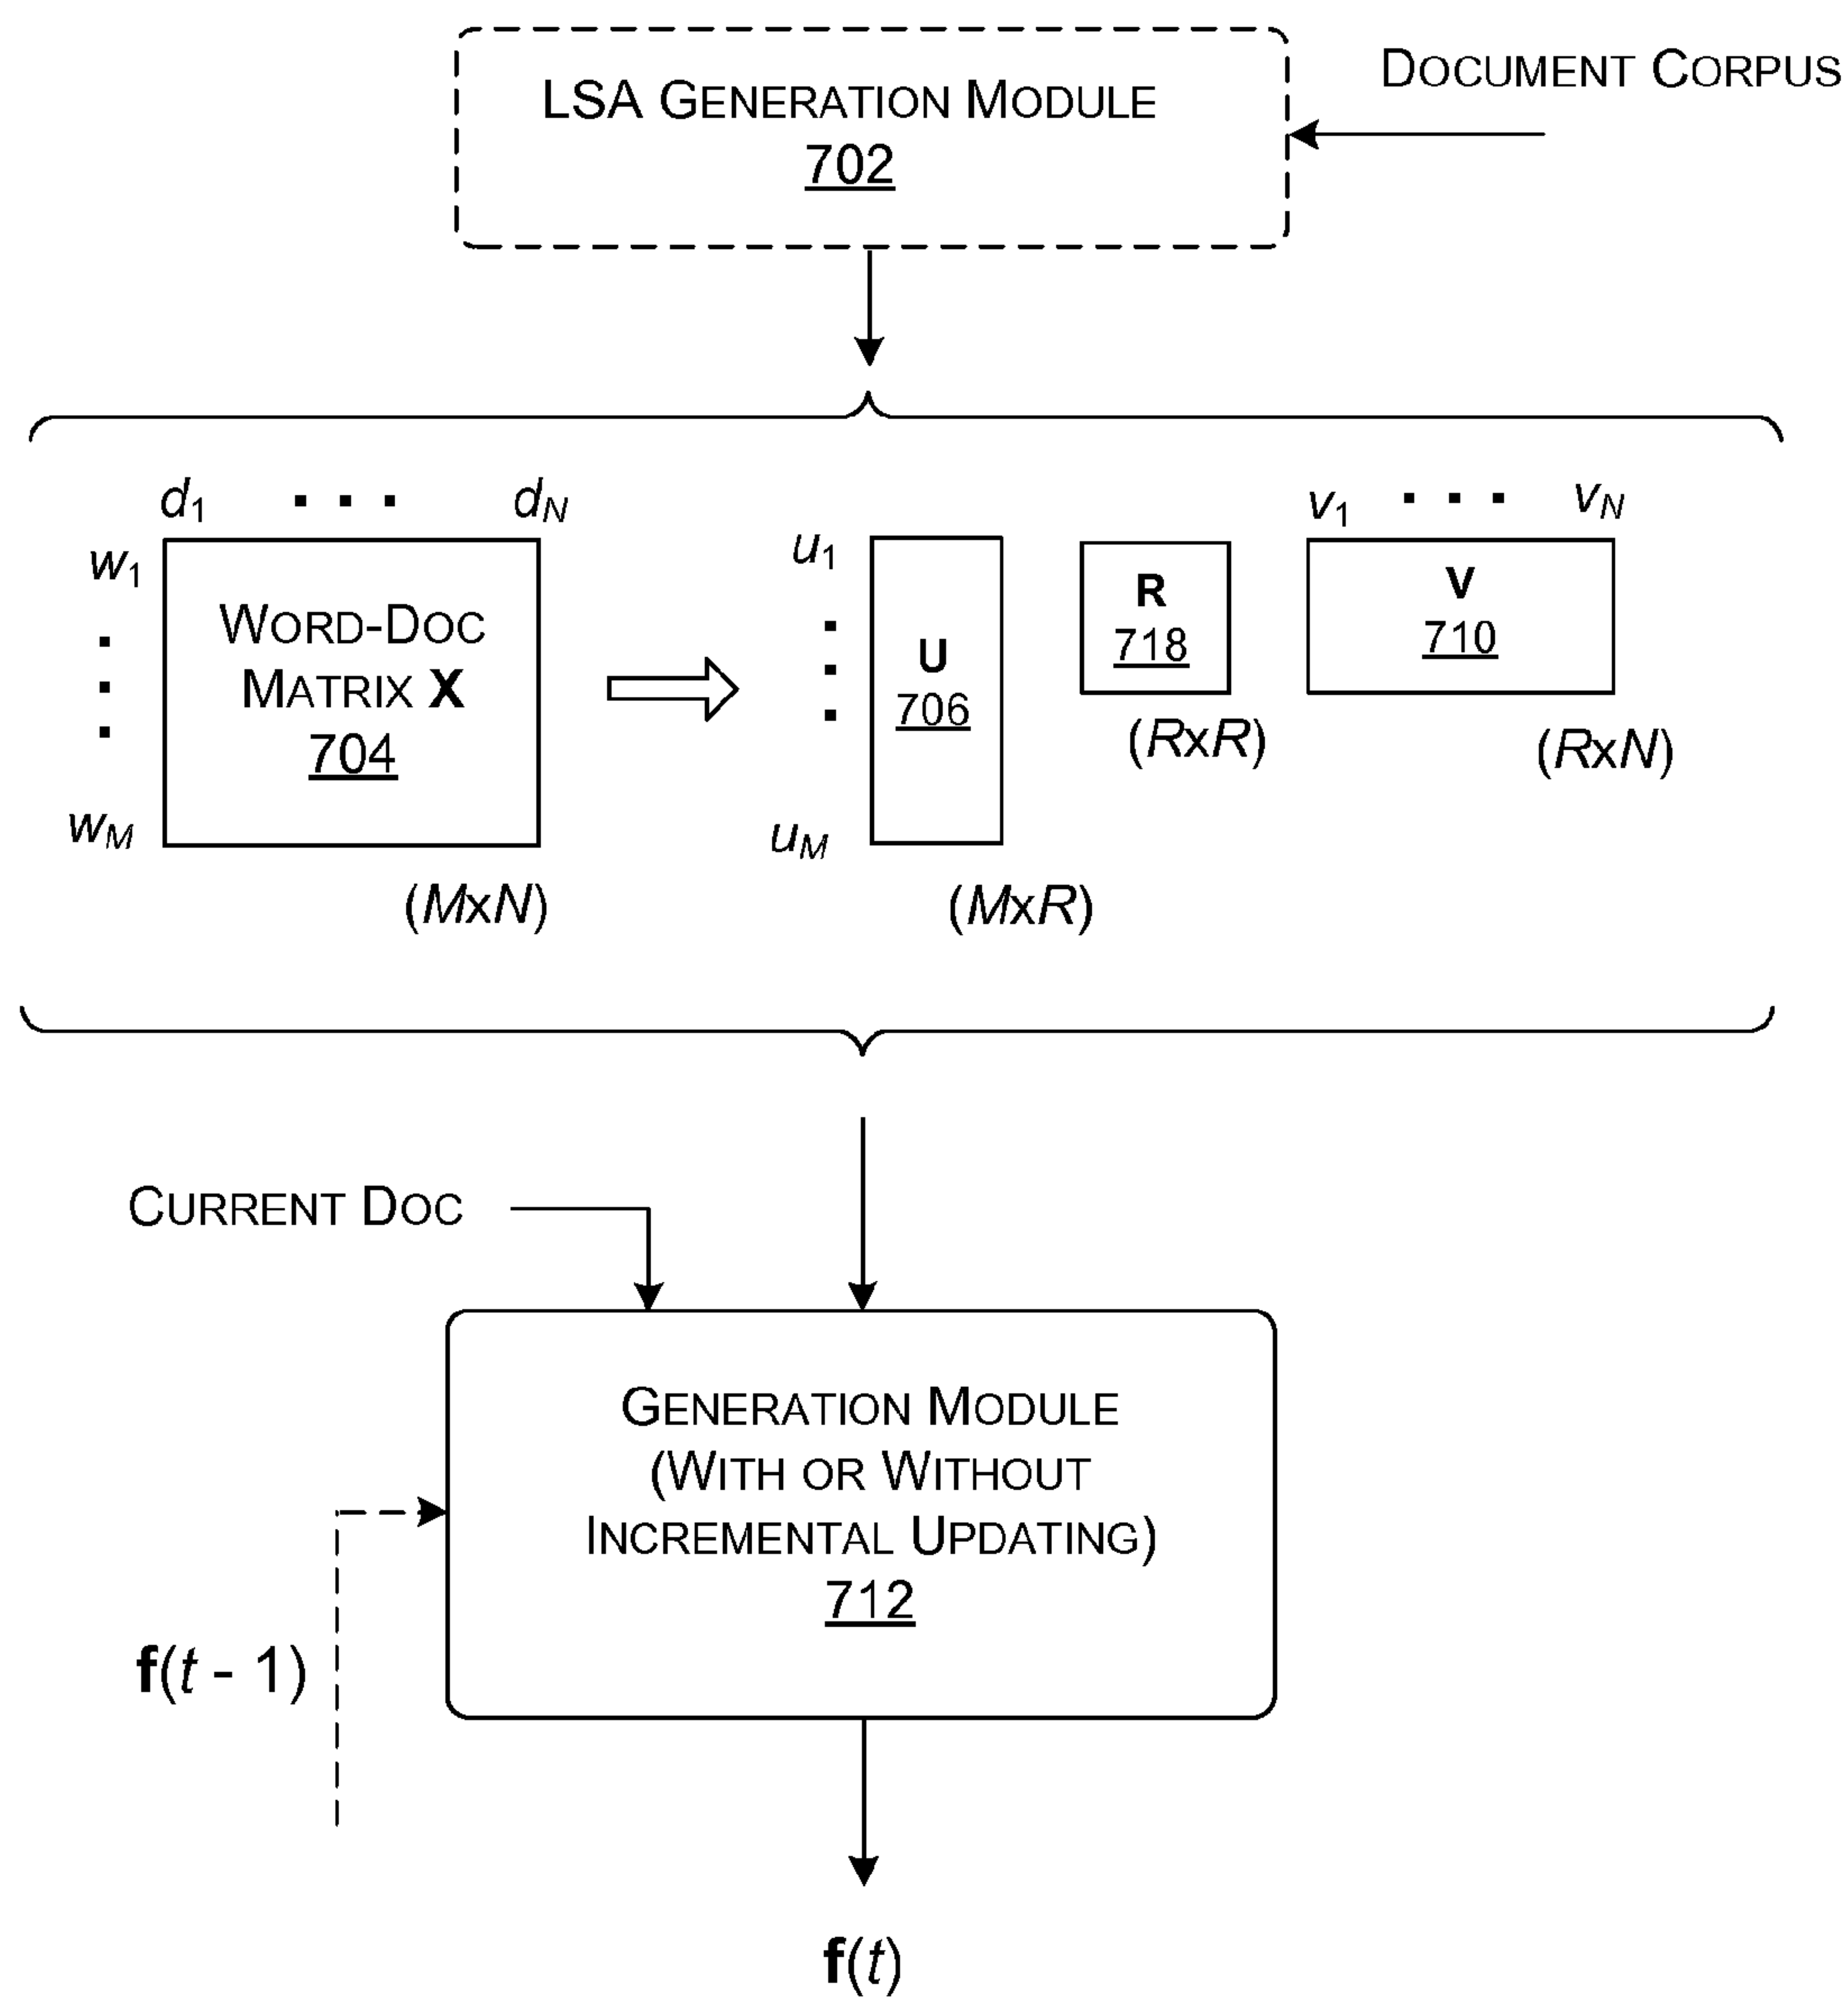 DOCUMENT CORPUS
LSA GENERATION MODULE
702
d1 ... dN
w1
...
wM
WORD-DOC
MATRIX X
704
(MxN)
u1
...
uM
U
706
(MxR)
R
718
(RxR)
v1 ... vN
V
710
(RxN)
CURRENT DOC
GENERATION MODULE
(WITH OR WITHOUT
INCREMENTAL UPDATING)
712
f(t - 1)
f(t)